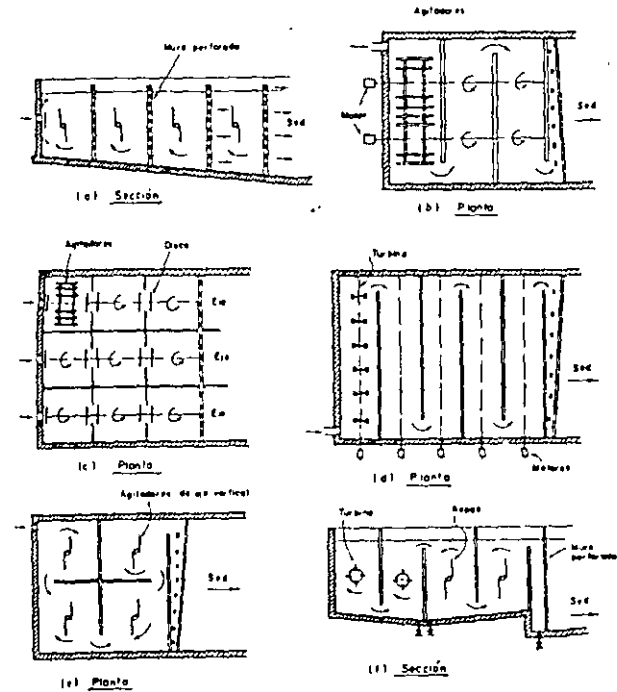 Muro perforado
Sed
(a) Sección
Agitadores
Motor
Sed
(b) Planta
Agitadores
Disco
Eje
Eje
Eje
(c) Planta
Turbina
Sed
Motores
(d) Planta
Agitadores de eje vertical
Sed
(e) Planta
Turbina
Aspas
Muro
perforado
Sed
(f) Sección